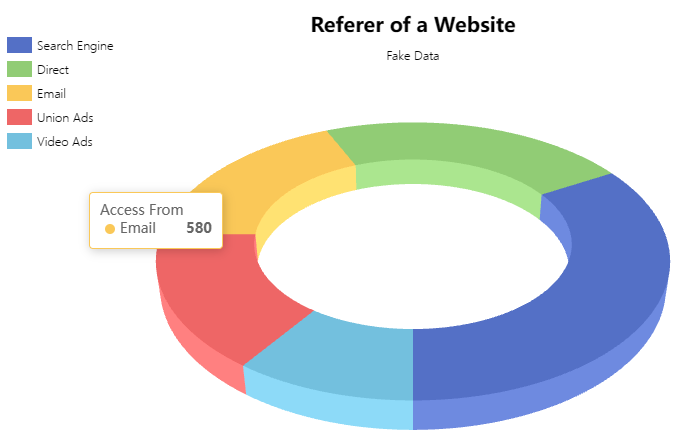 Referer of a Website
Fake Data
Search Engine
Direct
Email
Union Ads
Video Ads
Access From
Email 580